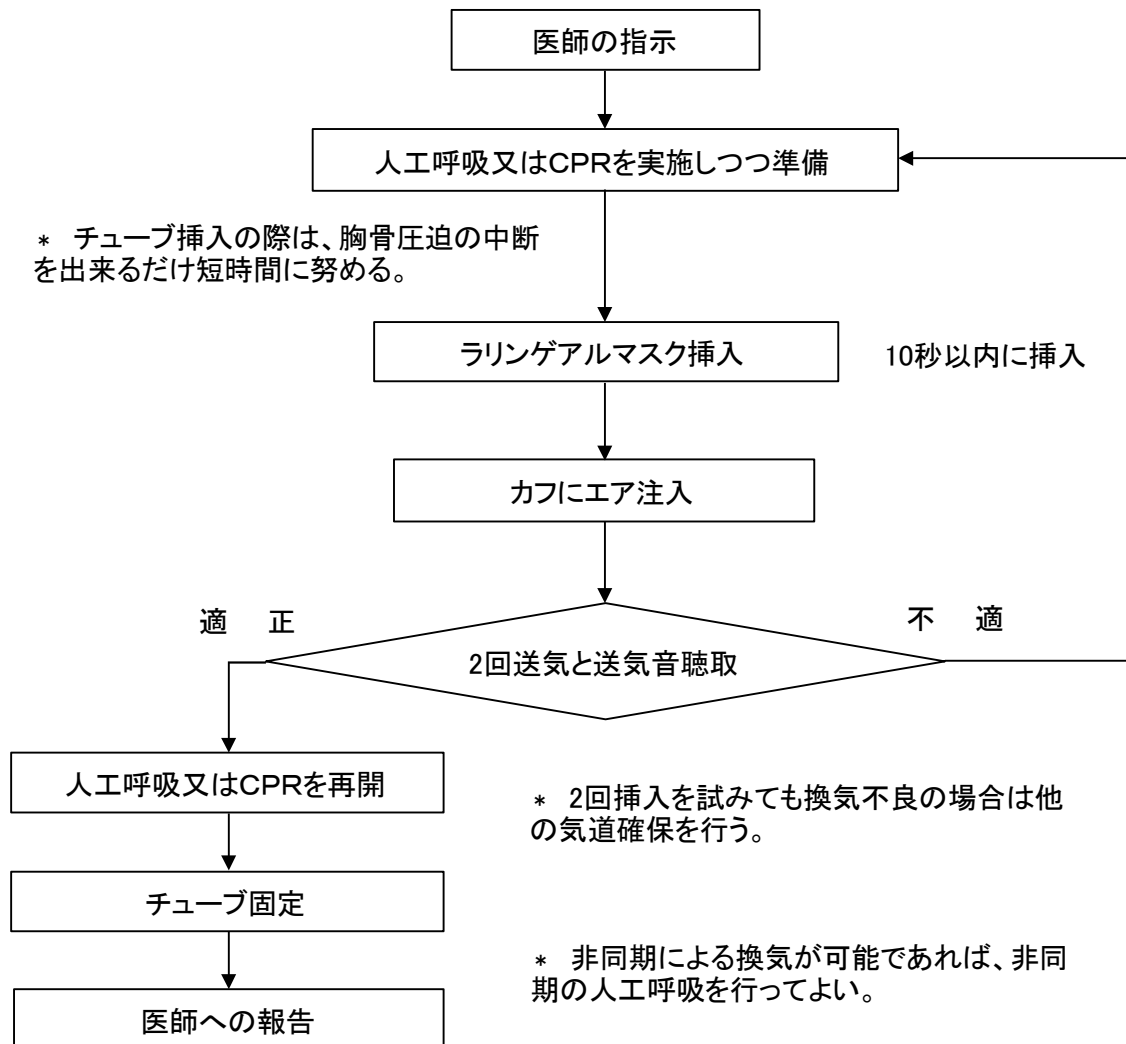 医師の指示
人工呼吸又はCPRを実施しつつ準備
* チューブ挿入の際は、胸骨圧迫の中断
を出来るだけ短時間に努める。
ラリンゲアルマスク挿入
10秒以内に挿入
カフにエア注入
適 正
不 適
2回送気と送気音聴取
人工呼吸又はCPRを再開
* 2回挿入を試みても換気不良の場合は他
の気道確保を行う。
チューブ固定
* 非同期による換気が可能であれば、非同
期の人工呼吸を行ってよい。
医師への報告